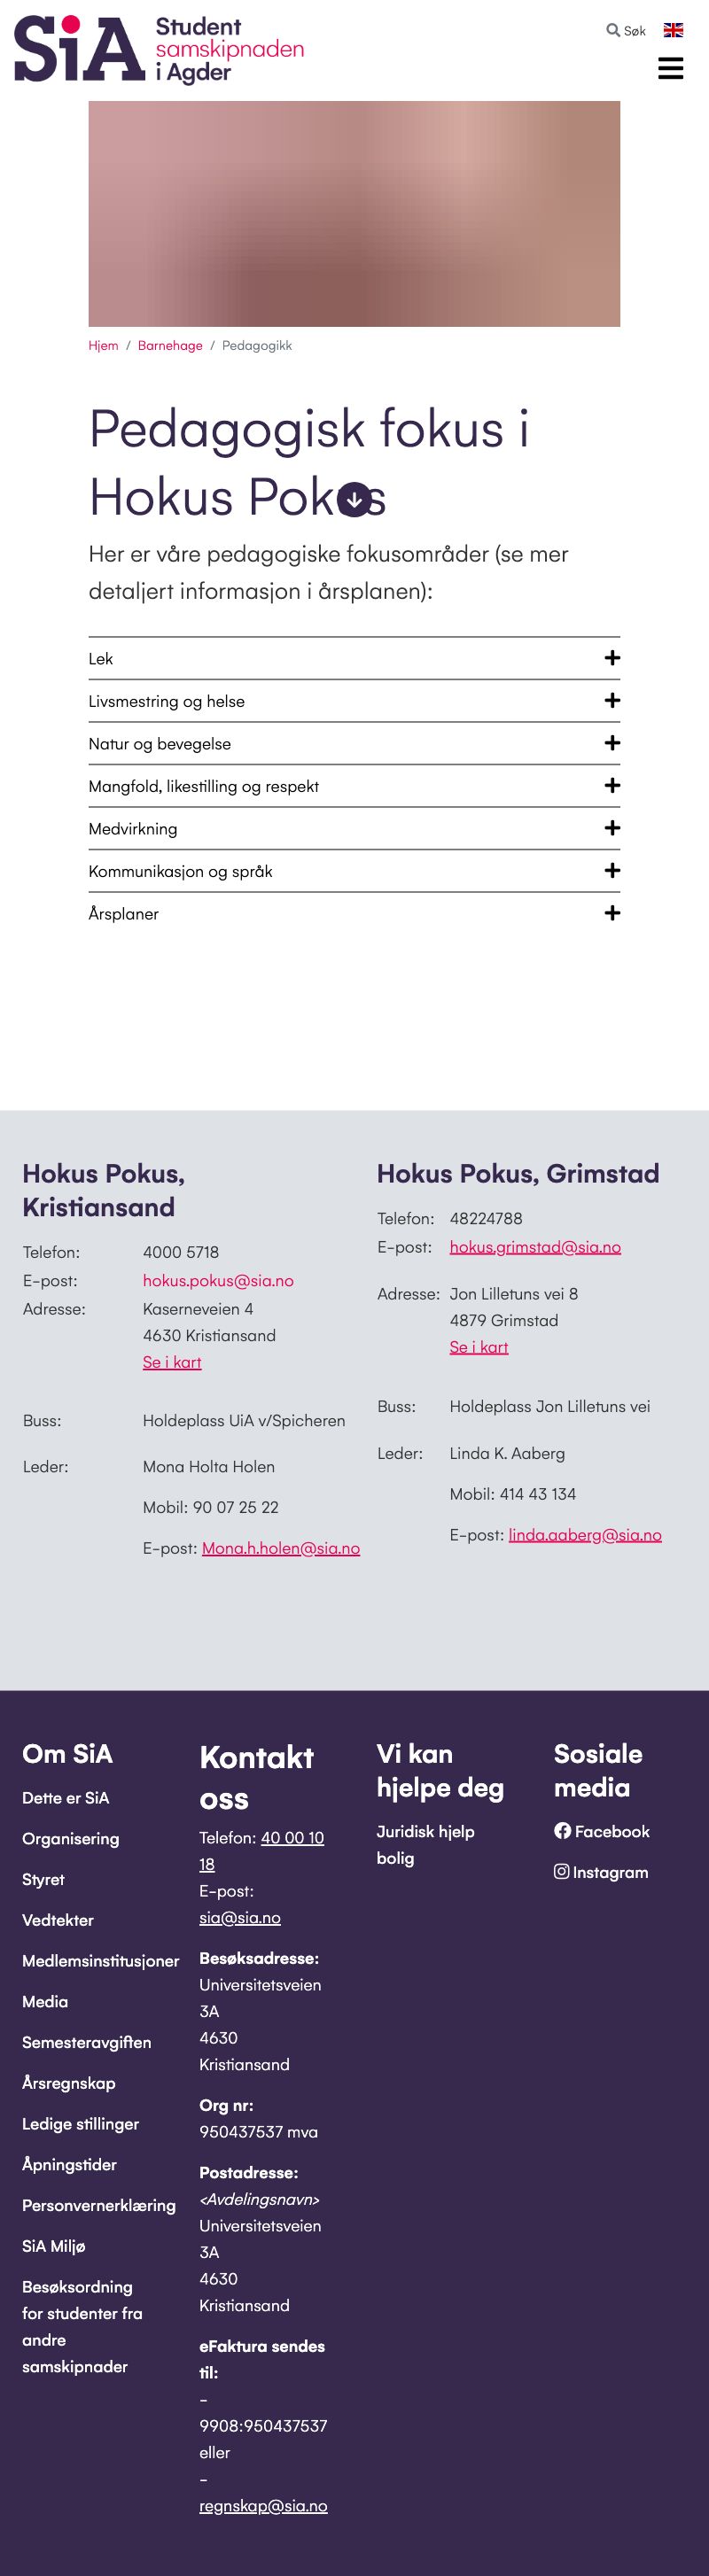 SiA Student
samskipnaden
i Agder
Søk
Hjem / Barnehage / Pedagogikk
Pedagogisk fokus i
Hokus Pokus
Her er våre pedagogiske fokusområder (se mer
detaljert informasjon i årsplanen):
Lek
Livsmestring og helse
Natur og bevegelse
Mangfold, likestilling og respekt
Medvirkning
Kommunikasjon og språk
Årsplaner
Hokus Pokus,
Kristiansand
Telefon: 4000 5718
E-post: hokus.pokus@sia.no
Adresse: Kaserneveien 4
4630 Kristiansand
Se i kart
Buss: Holdeplass UiA v/Spicheren
Leder: Mona Holta Holen
Mobil: 90 07 25 22
E-post: Mona.h.holen@sia.no
Hokus Pokus, Grimstad
Telefon: 48224788
E-post: hokus.grimstad@sia.no
Adresse: Jon Lilletuns vei 8
4879 Grimstad
Se i kart
Buss: Holdeplass Jon Lilletuns vei
Leder: Linda K. Aaberg
Mobil: 414 43 134
E-post: linda.aaberg@sia.no
Om SiA
Dette er SiA
Organisering
Styret
Vedtekter
Medlemsinstitusjoner
Media
Semesteravgiften
Årsregnskap
Ledige stillinger
Åpningstider
Personvernerklæring
SiA Miljø
Besøksordning
for studenter fra
andre
samskipnader
Kontakt
oss
Telefon: 40 00 10
18
E-post:
sia@sia.no
Besøksadresse:
Universitetsveien
3A
4630
Kristiansand
Org nr:
950437537 mva
Postadresse:
<Avdelingsnavn>
Universitetsveien
3A
4630
Kristiansand
eFaktura sendes
til:
-
9908:950437537
eller
-
regnskap@sia.no
Vi kan
hjelpe deg
Juridisk hjelp
bolig
Sosiale
media
Facebook
Instagram